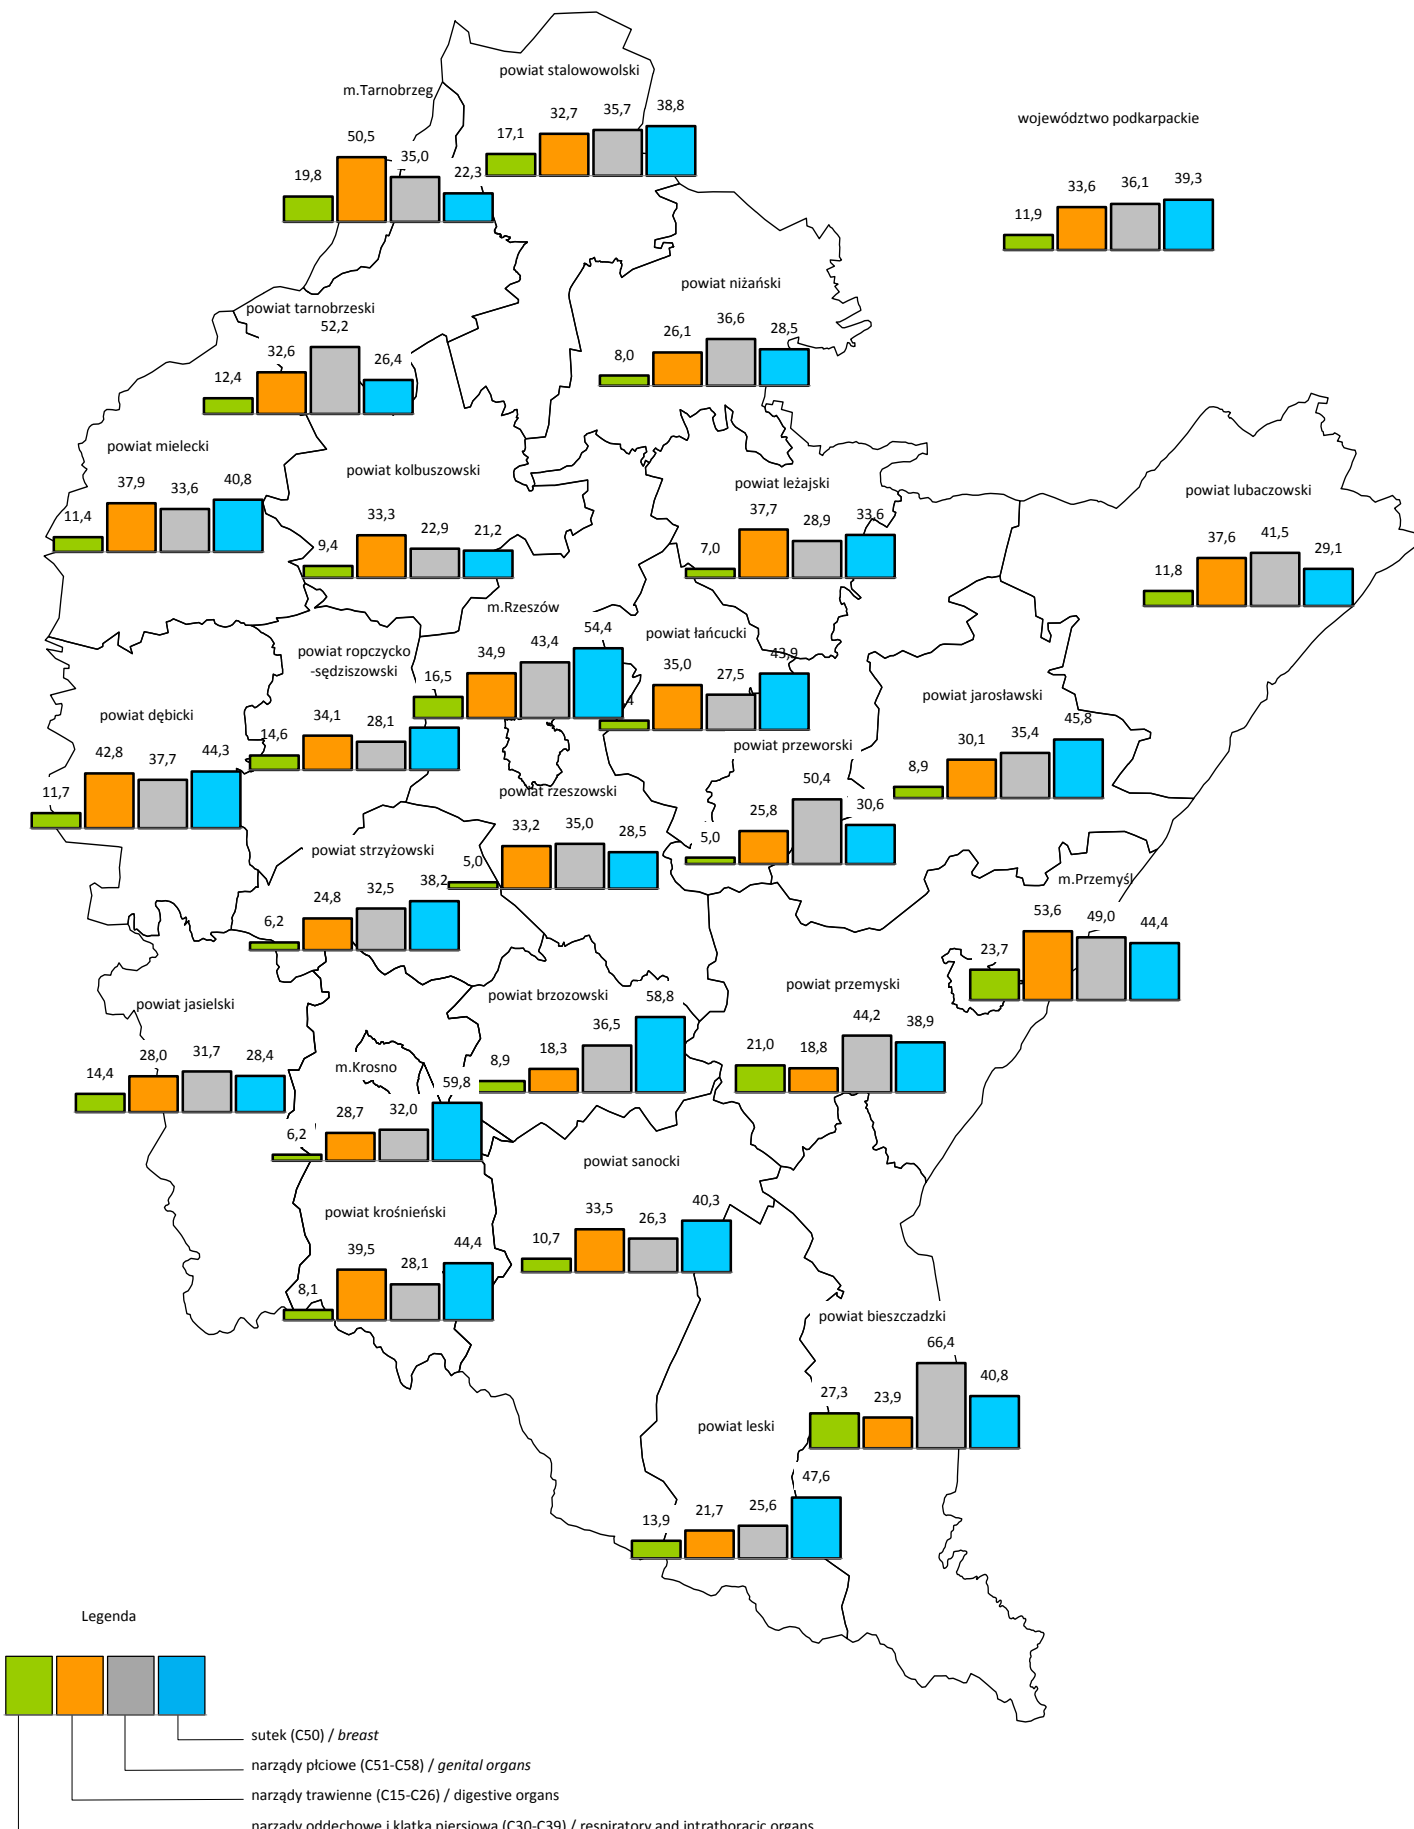 powiat stalowowolski
m.Tarnobrzeg
17,1 32,7 35,7 38,8
województwo podkarpackie
19,8 50,5 35,0 22,3
11,9 33,6 36,1 39,3
powiat niżański
8,0 26,1 36,6 28,5
powiat tarnobrzeski
12,4 32,6 52,2 26,4
powiat mielecki
11,4 37,9 33,6 40,8
powiat kolbuszowski
9,4 33,3 22,9 21,2
powiat leżajski
7,0 37,7 28,9 33,6
powiat lubaczowski
11,8 37,6 41,5 29,1
m.Rzeszów
16,5 34,9 43,4 54,4
powiat łańcucki
35,0 27,5 43,9
powiat ropczycko
-sędziszowski
14,6 34,1 28,1
powiat jarosławski
8,9 30,1 35,4 45,8
powiat dębicki
11,7 42,8 37,7 44,3
powiat przeworski
5,0 25,8 50,4 30,6
powiat rzeszowski
5,0 33,2 35,0 28,5
powiat strzyżowski
6,2 24,8 32,5 38,2
m.Przemyśl
23,7 53,6 49,0 44,4
powiat przemyski
21,0 18,8 44,2 38,9
powiat brzozowski
8,9 18,3 36,5 58,8
powiat jasielski
14,4 28,0 31,7 28,4
m.Krosno
6,2 28,7 32,0 59,8
powiat sanocki
10,7 33,5 26,3 40,3
powiat krośnieński
8,1 39,5 28,1 44,4
powiat bieszczadzki
27,3 23,9 66,4 40,8
powiat leski
13,9 21,7 25,6 47,6
Legenda
sutek (C50) / breast
narządy płciowe (C51-C58) / genital organs
narządy trawienne (C15-C26) / digestive organs
narządy oddechowe i klatka piersiowa (C30-C39) / respiratory and intrathoracic organs